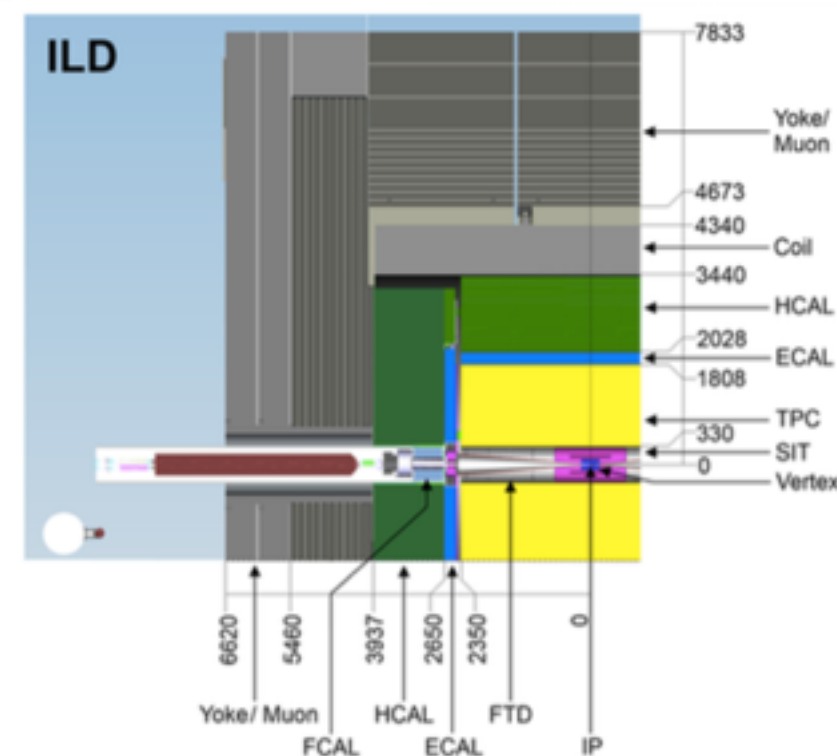 ILD
7833
Yoke/
Muon
4673
4340
Coil
3440
HCAL
2028
ECAL
1808
TPC
330
SIT
0
Vertex
6620
5460
3937
2650
2350
0
Yoke/ Muon
HCAL
FTD
FCAL
ECAL
IP